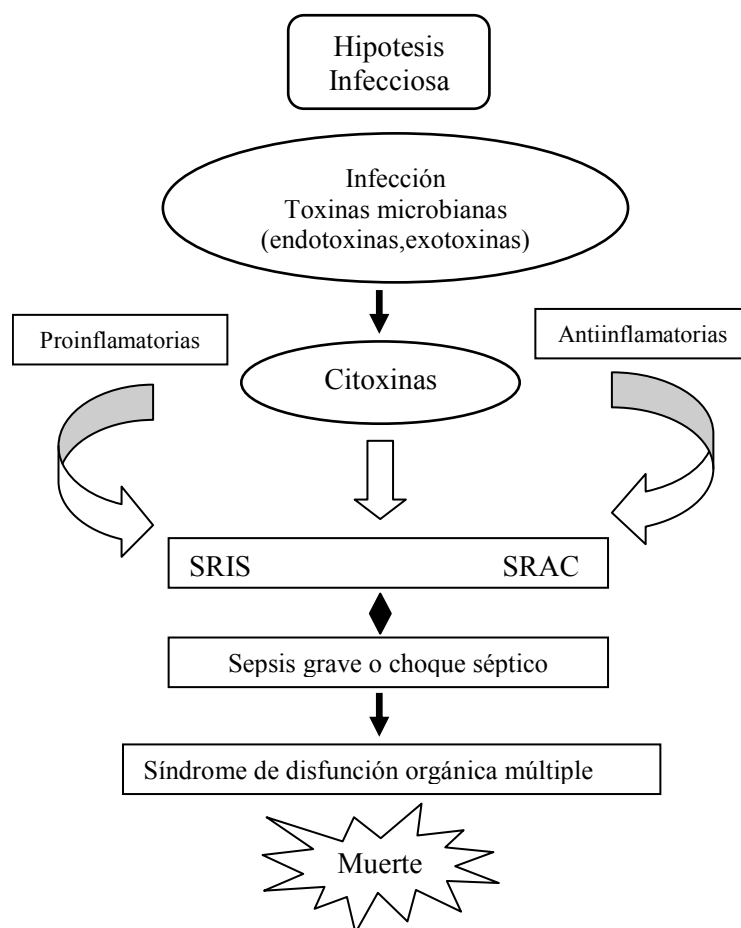 Hipotesis
Infecciosa
Infección
Toxinas microbianas
(endotoxinas,exotoxinas)
Proinflamatorias
Antiinflamatorias
Citoxinas
SRIS SRAC
Sepsis grave o choque séptico
Síndrome de disfunción orgánica múltiple
Muerte